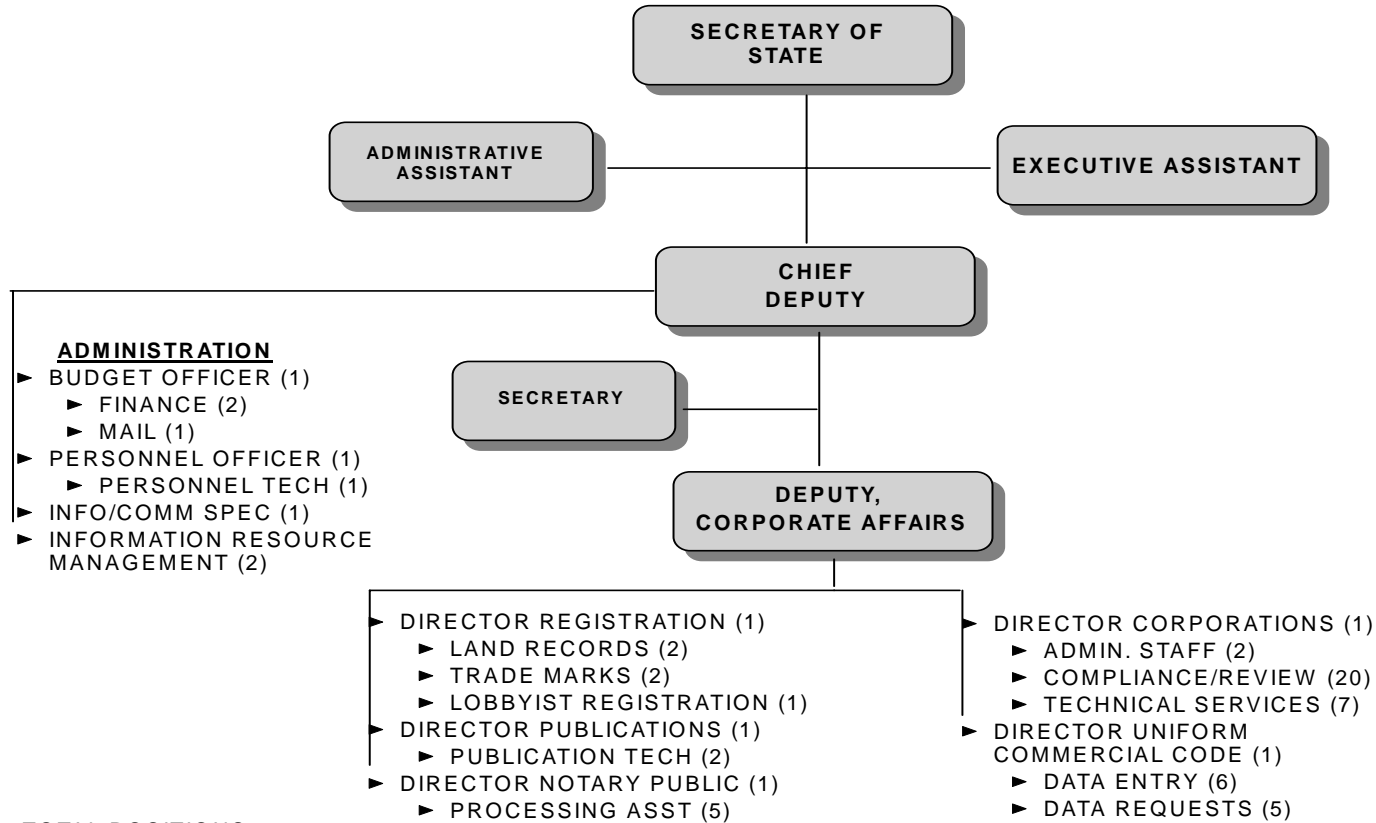 SECRETARY OF
STATE
ADMINISTRATIVE
ASSISTANT
EXECUTIVE ASSISTANT
CHIEF
DEPUTY
ADMINISTRATION
► BUDGET OFFICER (1)
► FINANCE (2)
► MAIL (1)
► PERSONNEL OFFICER (1)
► PERSONNEL TECH (1)
► INFO/COMM SPEC (1)
► INFORMATION RESOURCE
MANAGEMENT (2)
SECRETARY
DEPUTY,
CORPORATE AFFAIRS
► DIRECTOR REGISTRATION (1)
► LAND RECORDS (2)
► TRADE MARKS (2)
► LOBBYIST REGISTRATION (1)
► DIRECTOR PUBLICATIONS (1)
► PUBLICATION TECH (2)
► DIRECTOR NOTARY PUBLIC (1)
► PROCESSING ASST (5)
► DIRECTOR CORPORATIONS (1)
► ADMIN. STAFF (2)
► COMPLIANCE/REVIEW (20)
► TECHNICAL SERVICES (7)
► DIRECTOR UNIFORM
COMMERCIAL CODE (1)
► DATA ENTRY (6)
► DATA REQUESTS (5)